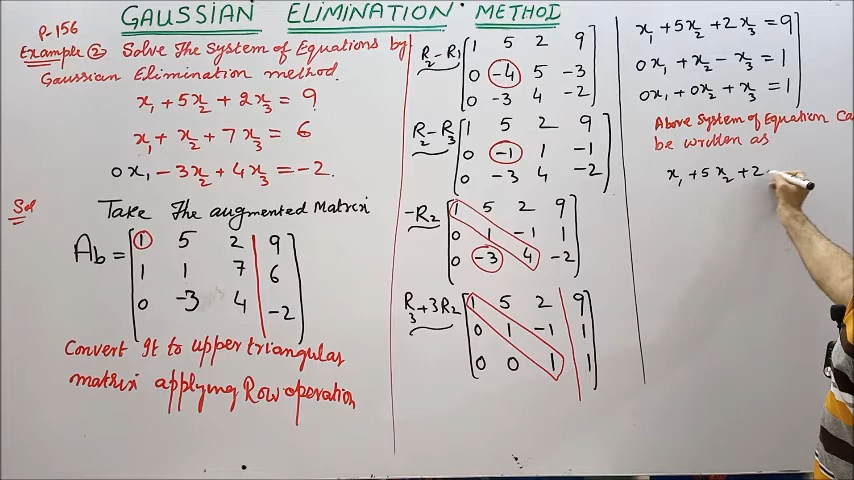 GAUSSIAN ELIMINATION METHOD
P-156
Example ② Solve The System of Equations by
Gaussian Elimination method.
x₁ + 5x₂ + 2x₃ = 9
x₁ + x₂ + 7x₃ = 6
0x₁ - 3x₂ + 4x₃ = -2.
Sol
Take The augmented Matrix
Ab = [1 5 2 | 9
1 1 7 | 6
0 -3 4 | -2]
Convert It to upper triangular
matrix applying Row operation
R₂-R₁ [1 5 2 9
0 -4 5 -3
0 -3 4 -2]
R₂-R₃ [1 5 2 9
0 -1 1 -1
0 -3 4 -2]
-R₂ [1 5 2 9
0 1 -1 1
0 -3 4 -2]
R₃+3R₂ [1 5 2 | 9
0 1 -1 | 1
0 0 1 | 1]
x₁ + 5x₂ + 2x₃ = 9
0x₁ + x₂ - x₃ = 1
0x₁ + 0x₂ + x₃ = 1
Above System of Equation Ca
be written as
x₁ + 5x₂ + 2